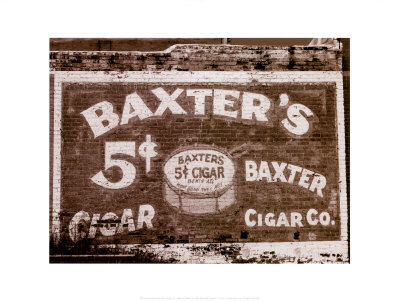 BAXTER'S
5¢
BAXTERS
5¢ CIGAR
BAXTER
CIGAR
CIGAR CO.